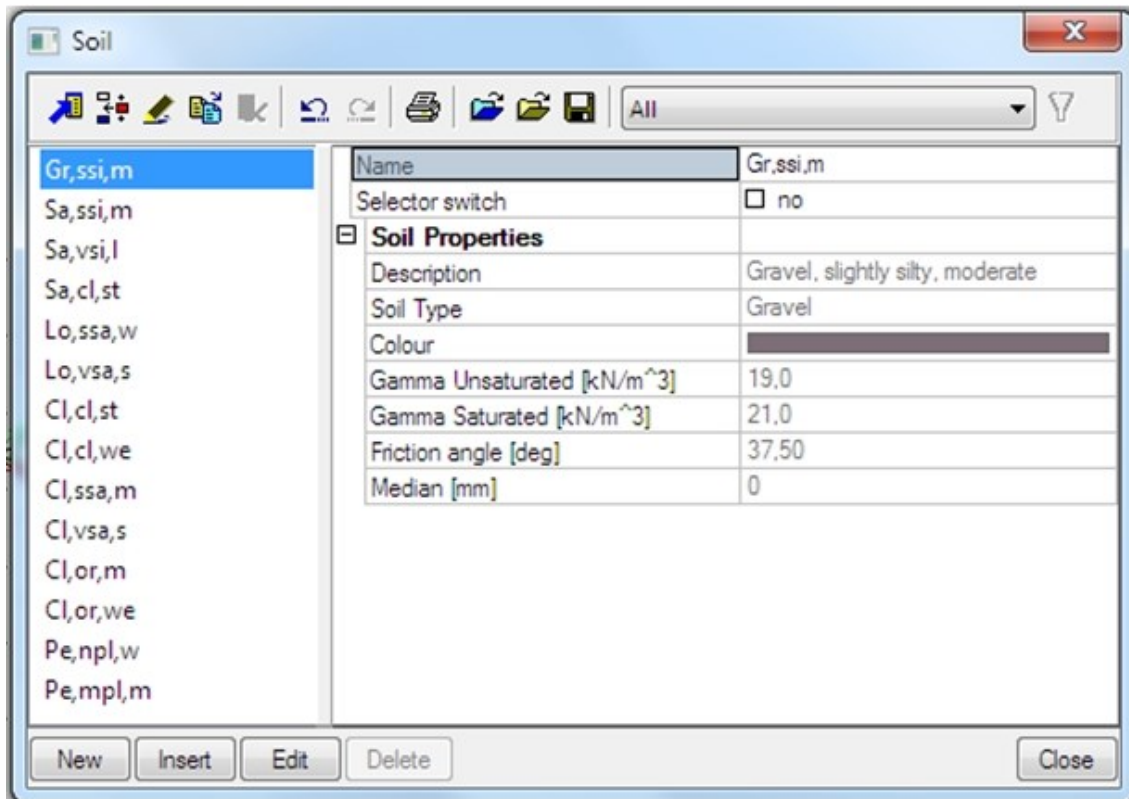 Soil
All
Gr,ssi,m
Sa,ssi,m
Sa,vsi,l
Sa,cl,st
Lo,ssa,w
Lo,vsa,s
Cl,cl,st
Cl,cl,we
Cl,ssa,m
Cl,vsa,s
Cl,or,m
Cl,or,we
Pe,npl,w
Pe,mpl,m
Name Gr,ssi,m
Selector switch no
Soil Properties
Description Gravel, slightly silty, moderate
Soil Type Gravel
Colour
Gamma Unsaturated [kN/m^3] 19,0
Gamma Saturated [kN/m^3] 21,0
Friction angle [deg] 37,50
Median [mm] 0
New Insert Edit Delete Close